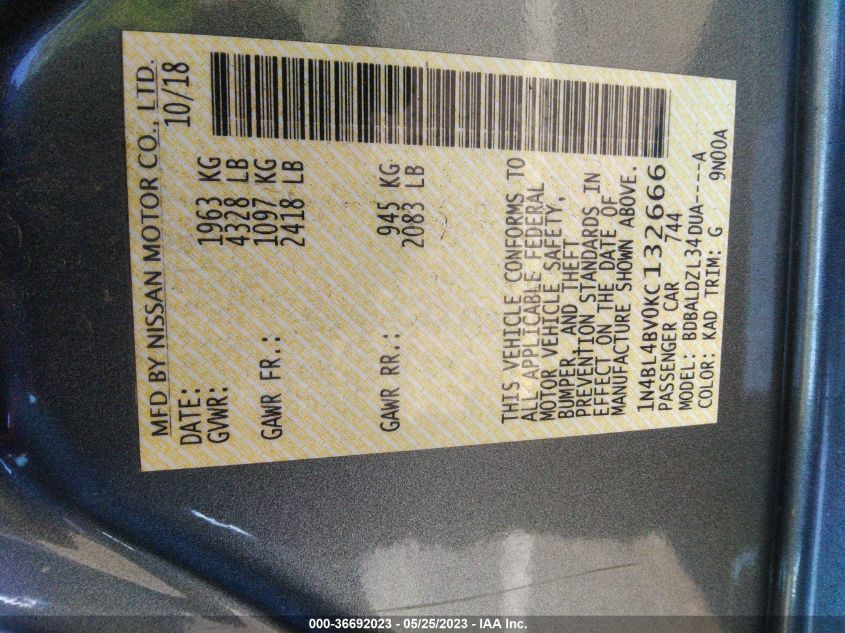 MFD BY NISSAN MOTOR CO., LTD.
DATE: 10/18
GVWR: 1963 KG
4328 LB
GAWR FR.: 1097 KG
2418 LB
GAWR RR.: 945 KG
2083 LB
THIS VEHICLE CONFORMS TO
ALL APPLICABLE FEDERAL
MOTOR VEHICLE SAFETY,
BUMPER, AND THEFT
PREVENTION STANDARDS IN
EFFECT ON THE DATE OF
MANUFACTURE SHOWN ABOVE.
1N4BL4BV0KC132666
PASSENGER CAR 744
MODEL: BDBALDZL34DUA----A
COLOR: KAD TRIM: G 9N00A
000-36692023 - 05/25/2023 - IAA Inc.